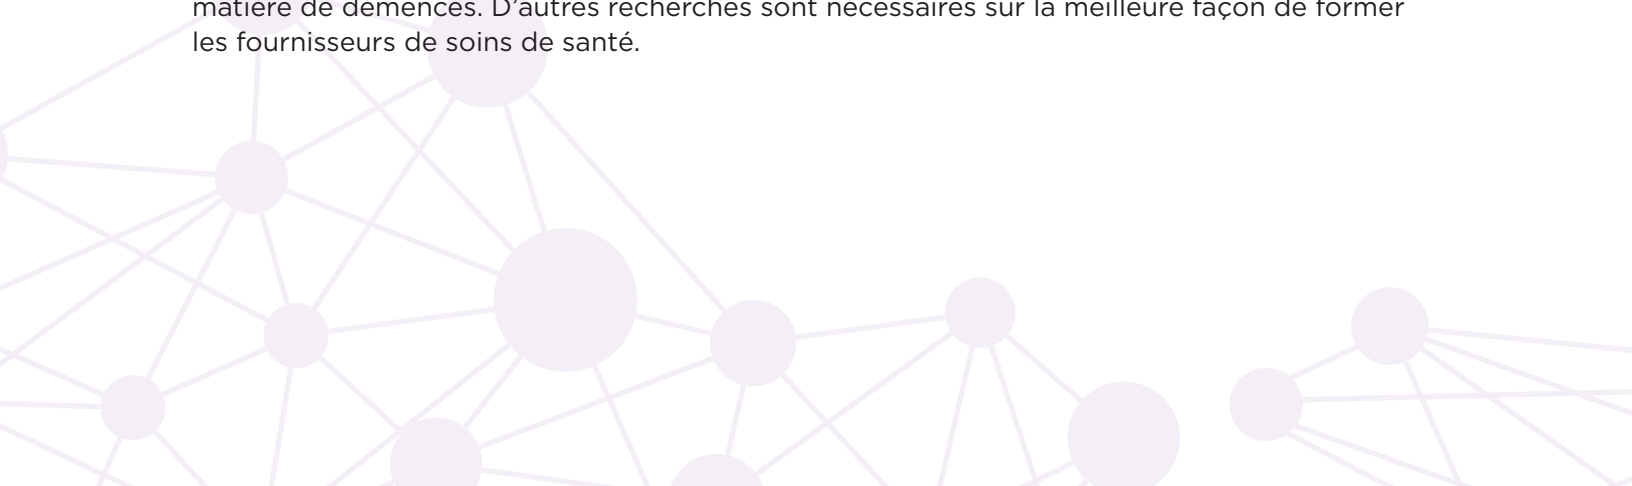 matière de démences. D’autres recherches sont nécessaires sur la meilleure façon de former
les fournisseurs de soins de santé.